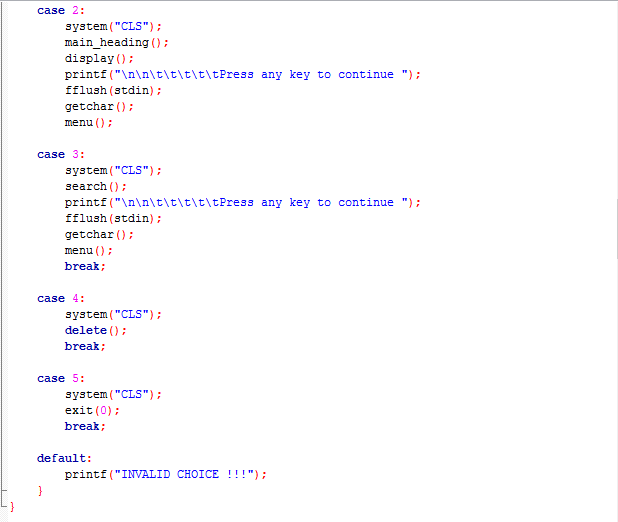 case 2:
system("CLS");
main_heading();
display();
printf("\n\n\t\t\t\t\tPress any key to continue ");
fflush(stdin);
getchar();
menu();
case 3:
system("CLS");
search();
printf("\n\n\t\t\t\t\tPress any key to continue ");
fflush(stdin);
getchar();
menu();
break;
case 4:
system("CLS");
delete();
break;
case 5:
system("CLS");
exit(0);
break;
default:
printf("INVALID CHOICE !!!");
}
}